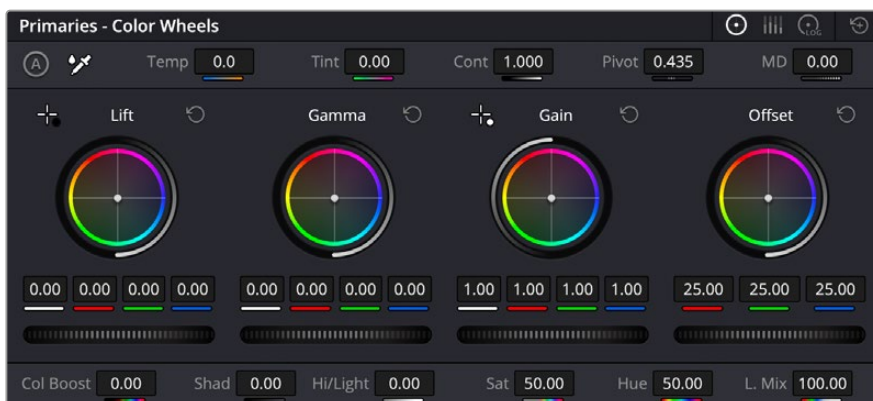 Primaries - Color Wheels
LOG
A Temp 0.0 Tint 0.00 Cont 1.000 Pivot 0.435 MD 0.00
Lift Gamma Gain Offset
0.00 0.00 0.00 0.00 0.00 0.00 0.00 0.00 1.00 1.00 1.00 1.00 25.00 25.00 25.00
Col Boost 0.00 Shad 0.00 Hi/Light 0.00 Sat 50.00 Hue 50.00 L. Mix 100.00